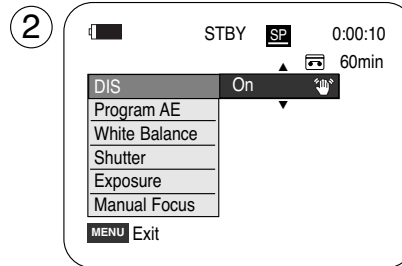 2
STBY SP 0:00:10
60min
DIS On
Program AE
White Balance
Shutter
Exposure
Manual Focus
MENU Exit